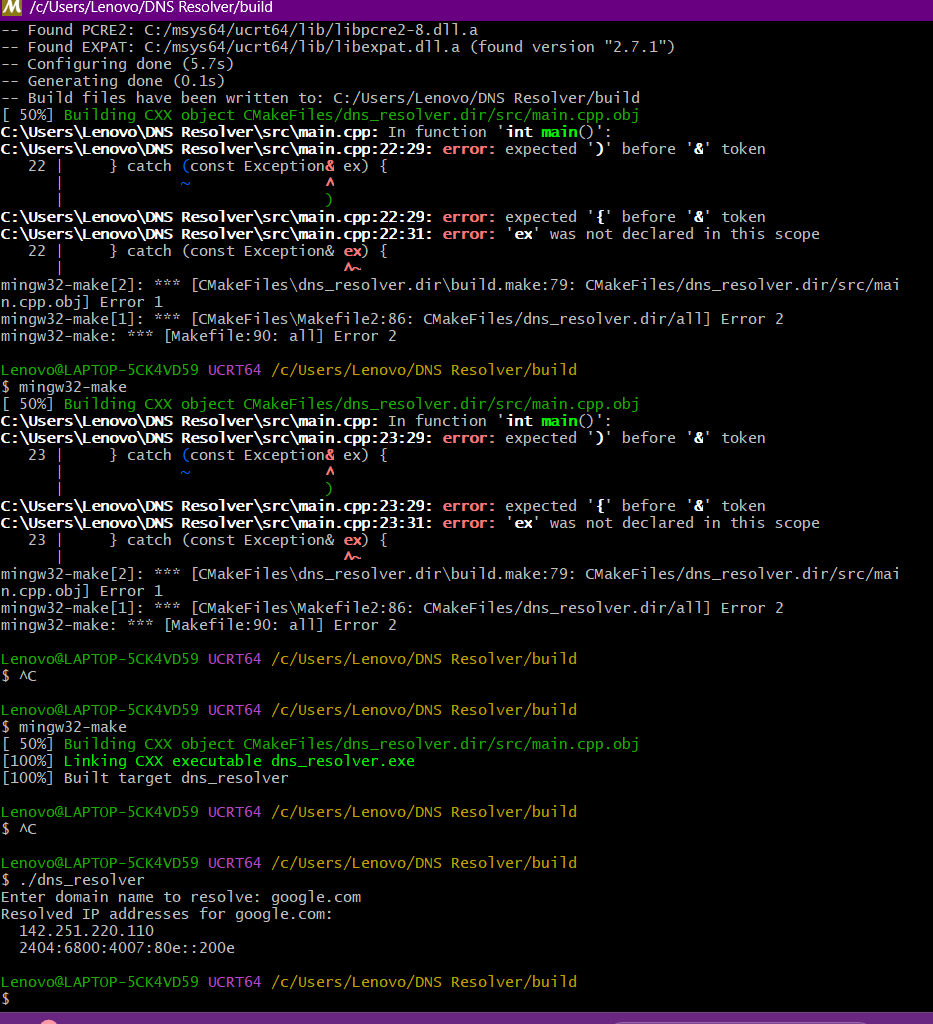 M /c/Users/Lenovo/DNS Resolver/build
-- Found PCRE2: C:/msys64/ucrt64/lib/libpcre2-8.dll.a
-- Found EXPAT: C:/msys64/ucrt64/lib/libexpat.dll.a (found version "2.7.1")
-- Configuring done (5.7s)
-- Generating done (0.1s)
-- Build files have been written to: C:/Users/Lenovo/DNS Resolver/build
[ 50%] Building CXX object CMakeFiles/dns_resolver.dir/src/main.cpp.obj
C:\Users\Lenovo\DNS Resolver\src\main.cpp: In function 'int main()':
C:\Users\Lenovo\DNS Resolver\src\main.cpp:22:29: error: expected ')' before '&' token
   22 |     } catch (const Exception& ex) {
      |             ~               ^
      |                             )
C:\Users\Lenovo\DNS Resolver\src\main.cpp:22:29: error: expected '{' before '&' token
C:\Users\Lenovo\DNS Resolver\src\main.cpp:22:31: error: 'ex' was not declared in this scope
   22 |     } catch (const Exception& ex) {
      |                               ^~
mingw32-make[2]: *** [CMakeFiles\dns_resolver.dir\build.make:79: CMakeFiles/dns_resolver.dir/src/mai
n.cpp.obj] Error 1
mingw32-make[1]: *** [CMakeFiles\Makefile2:86: CMakeFiles/dns_resolver.dir/all] Error 2
mingw32-make: *** [Makefile:90: all] Error 2
Lenovo@LAPTOP-5CK4VD59 UCRT64 /c/Users/Lenovo/DNS Resolver/build
$ mingw32-make
[ 50%] Building CXX object CMakeFiles/dns_resolver.dir/src/main.cpp.obj
C:\Users\Lenovo\DNS Resolver\src\main.cpp: In function 'int main()':
C:\Users\Lenovo\DNS Resolver\src\main.cpp:23:29: error: expected ')' before '&' token
   23 |     } catch (const Exception& ex) {
      |             ~               ^
      |                             )
C:\Users\Lenovo\DNS Resolver\src\main.cpp:23:29: error: expected '{' before '&' token
C:\Users\Lenovo\DNS Resolver\src\main.cpp:23:31: error: 'ex' was not declared in this scope
   23 |     } catch (const Exception& ex) {
      |                               ^~
mingw32-make[2]: *** [CMakeFiles\dns_resolver.dir\build.make:79: CMakeFiles/dns_resolver.dir/src/mai
n.cpp.obj] Error 1
mingw32-make[1]: *** [CMakeFiles\Makefile2:86: CMakeFiles/dns_resolver.dir/all] Error 2
mingw32-make: *** [Makefile:90: all] Error 2
Lenovo@LAPTOP-5CK4VD59 UCRT64 /c/Users/Lenovo/DNS Resolver/build
$ ^C
Lenovo@LAPTOP-5CK4VD59 UCRT64 /c/Users/Lenovo/DNS Resolver/build
$ mingw32-make
[ 50%] Building CXX object CMakeFiles/dns_resolver.dir/src/main.cpp.obj
[100%] Linking CXX executable dns_resolver.exe
[100%] Built target dns_resolver
Lenovo@LAPTOP-5CK4VD59 UCRT64 /c/Users/Lenovo/DNS Resolver/build
$ ^C
Lenovo@LAPTOP-5CK4VD59 UCRT64 /c/Users/Lenovo/DNS Resolver/build
$ ./dns_resolver
Enter domain name to resolve: google.com
Resolved IP addresses for google.com:
  142.251.220.110
  2404:6800:4007:80e::200e
Lenovo@LAPTOP-5CK4VD59 UCRT64 /c/Users/Lenovo/DNS Resolver/build
$